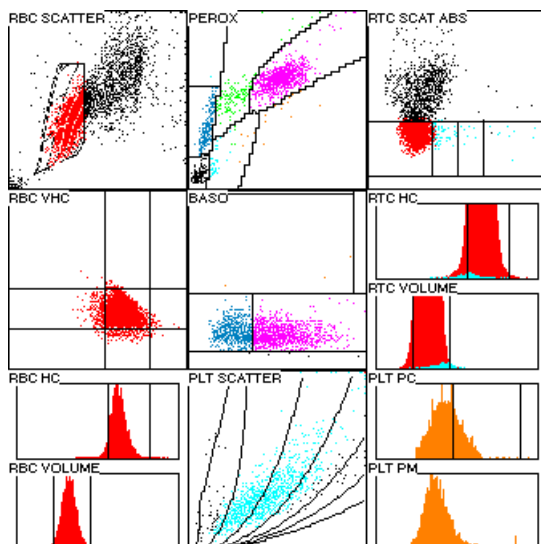 RBC SCATTER
PEROX
RTC SCAT ABS
RBC VHC
BASO
RTC HC
RTC VOLUME
RBC HC
PLT SCATTER
PLT PC
RBC VOLUME
PLT PM